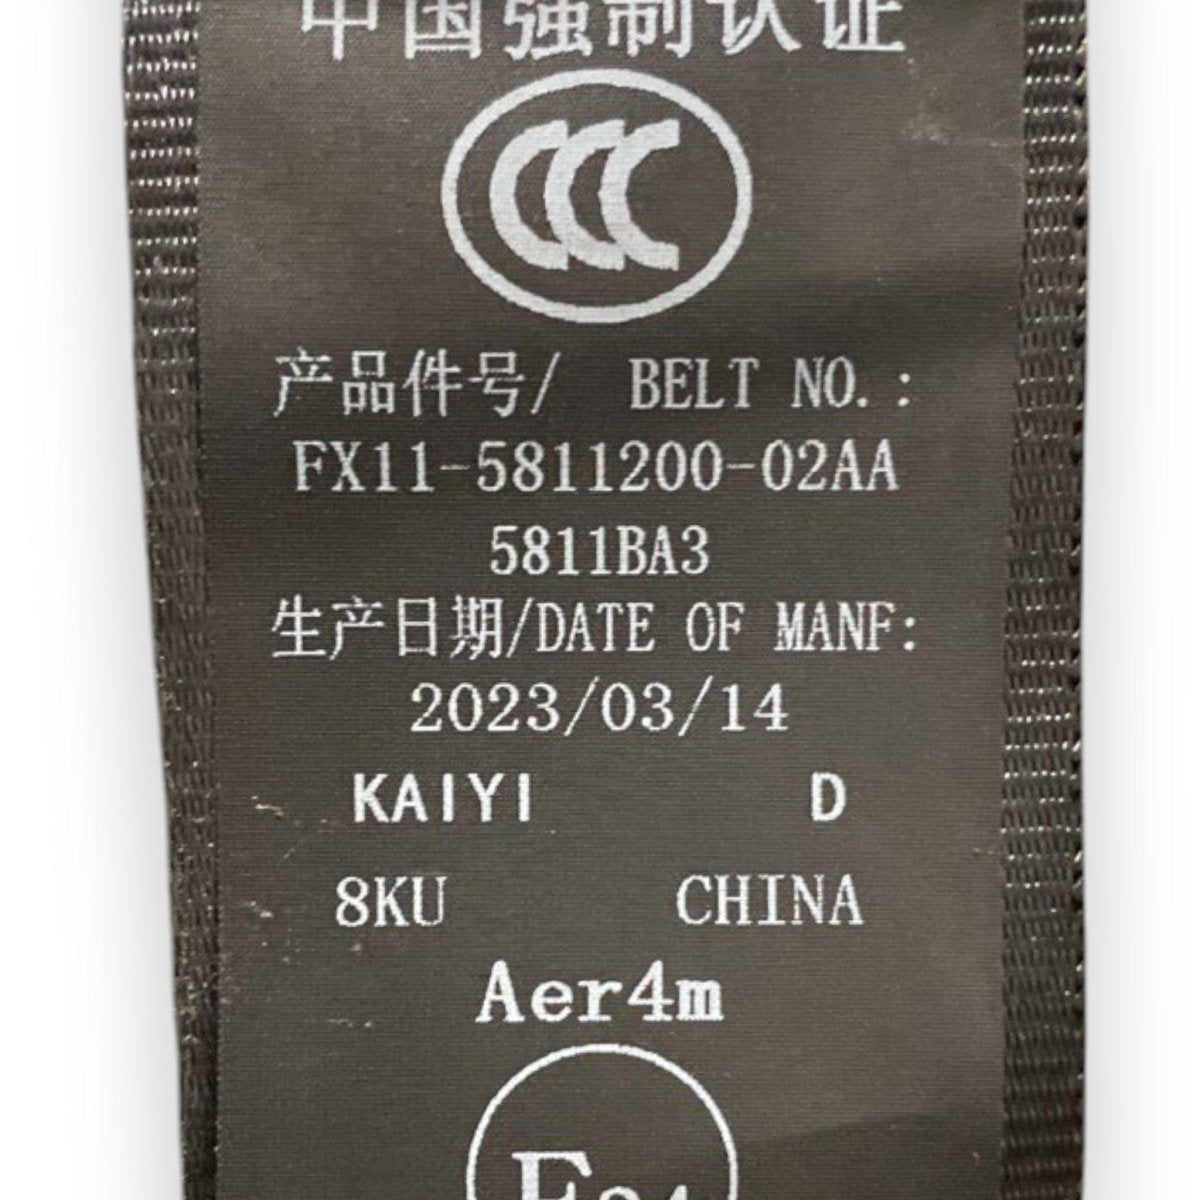 中国强制认证
CCC
产品件号/ BELT NO.:
FX11-5811200-02AA
5811BA3
生产日期/DATE OF MANF:
2023/03/14
KAIYI D
8KU CHINA
Aer4m
E